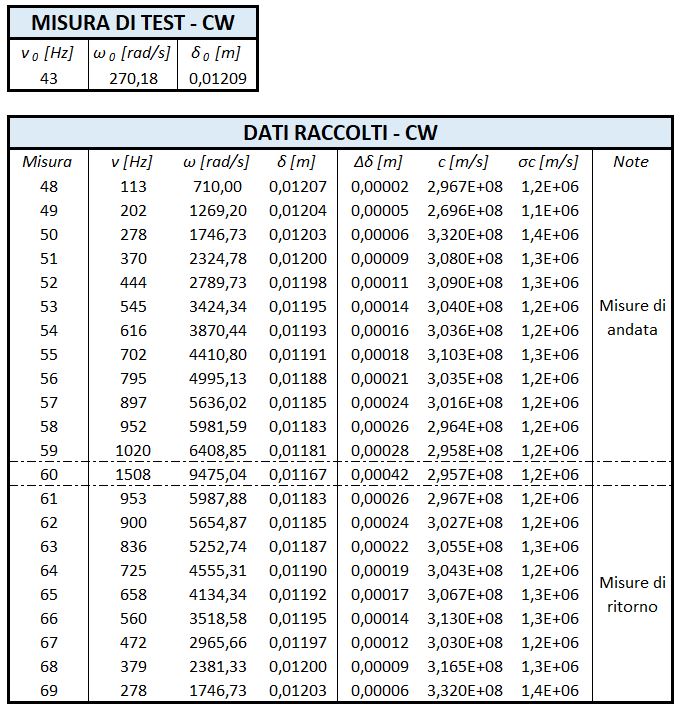 MISURA DI TEST - CW
ν 0 [Hz] ω 0 [rad/s] δ 0 [m]
43 270,18 0,01209
DATI RACCOLTI - CW
Misura ν [Hz] ω [rad/s] δ [m] Δδ [m] c [m/s] σc [m/s] Note
48 113 710,00 0,01207 0,00002 2,967E+08 1,2E+06
49 202 1269,20 0,01204 0,00005 2,696E+08 1,1E+06
50 278 1746,73 0,01203 0,00006 3,320E+08 1,4E+06
51 370 2324,78 0,01200 0,00009 3,080E+08 1,3E+06
52 444 2789,73 0,01198 0,00011 3,090E+08 1,3E+06
53 545 3424,34 0,01195 0,00014 3,040E+08 1,2E+06 Misure di
54 616 3870,44 0,01193 0,00016 3,036E+08 1,2E+06 andata
55 702 4410,80 0,01191 0,00018 3,103E+08 1,3E+06
56 795 4995,13 0,01188 0,00021 3,035E+08 1,2E+06
57 897 5636,02 0,01185 0,00024 3,016E+08 1,2E+06
58 952 5981,59 0,01183 0,00026 2,964E+08 1,2E+06
59 1020 6408,85 0,01181 0,00028 2,958E+08 1,2E+06
60 1508 9475,04 0,01167 0,00042 2,957E+08 1,2E+06
61 953 5987,88 0,01183 0,00026 2,967E+08 1,2E+06
62 900 5654,87 0,01185 0,00024 3,027E+08 1,2E+06
63 836 5252,74 0,01187 0,00022 3,055E+08 1,3E+06
64 725 4555,31 0,01190 0,00019 3,043E+08 1,2E+06 Misure di
65 658 4134,34 0,01192 0,00017 3,067E+08 1,3E+06 ritorno
66 560 3518,58 0,01195 0,00014 3,130E+08 1,3E+06
67 472 2965,66 0,01197 0,00012 3,030E+08 1,2E+06
68 379 2381,33 0,01200 0,00009 3,165E+08 1,3E+06
69 278 1746,73 0,01203 0,00006 3,320E+08 1,4E+06